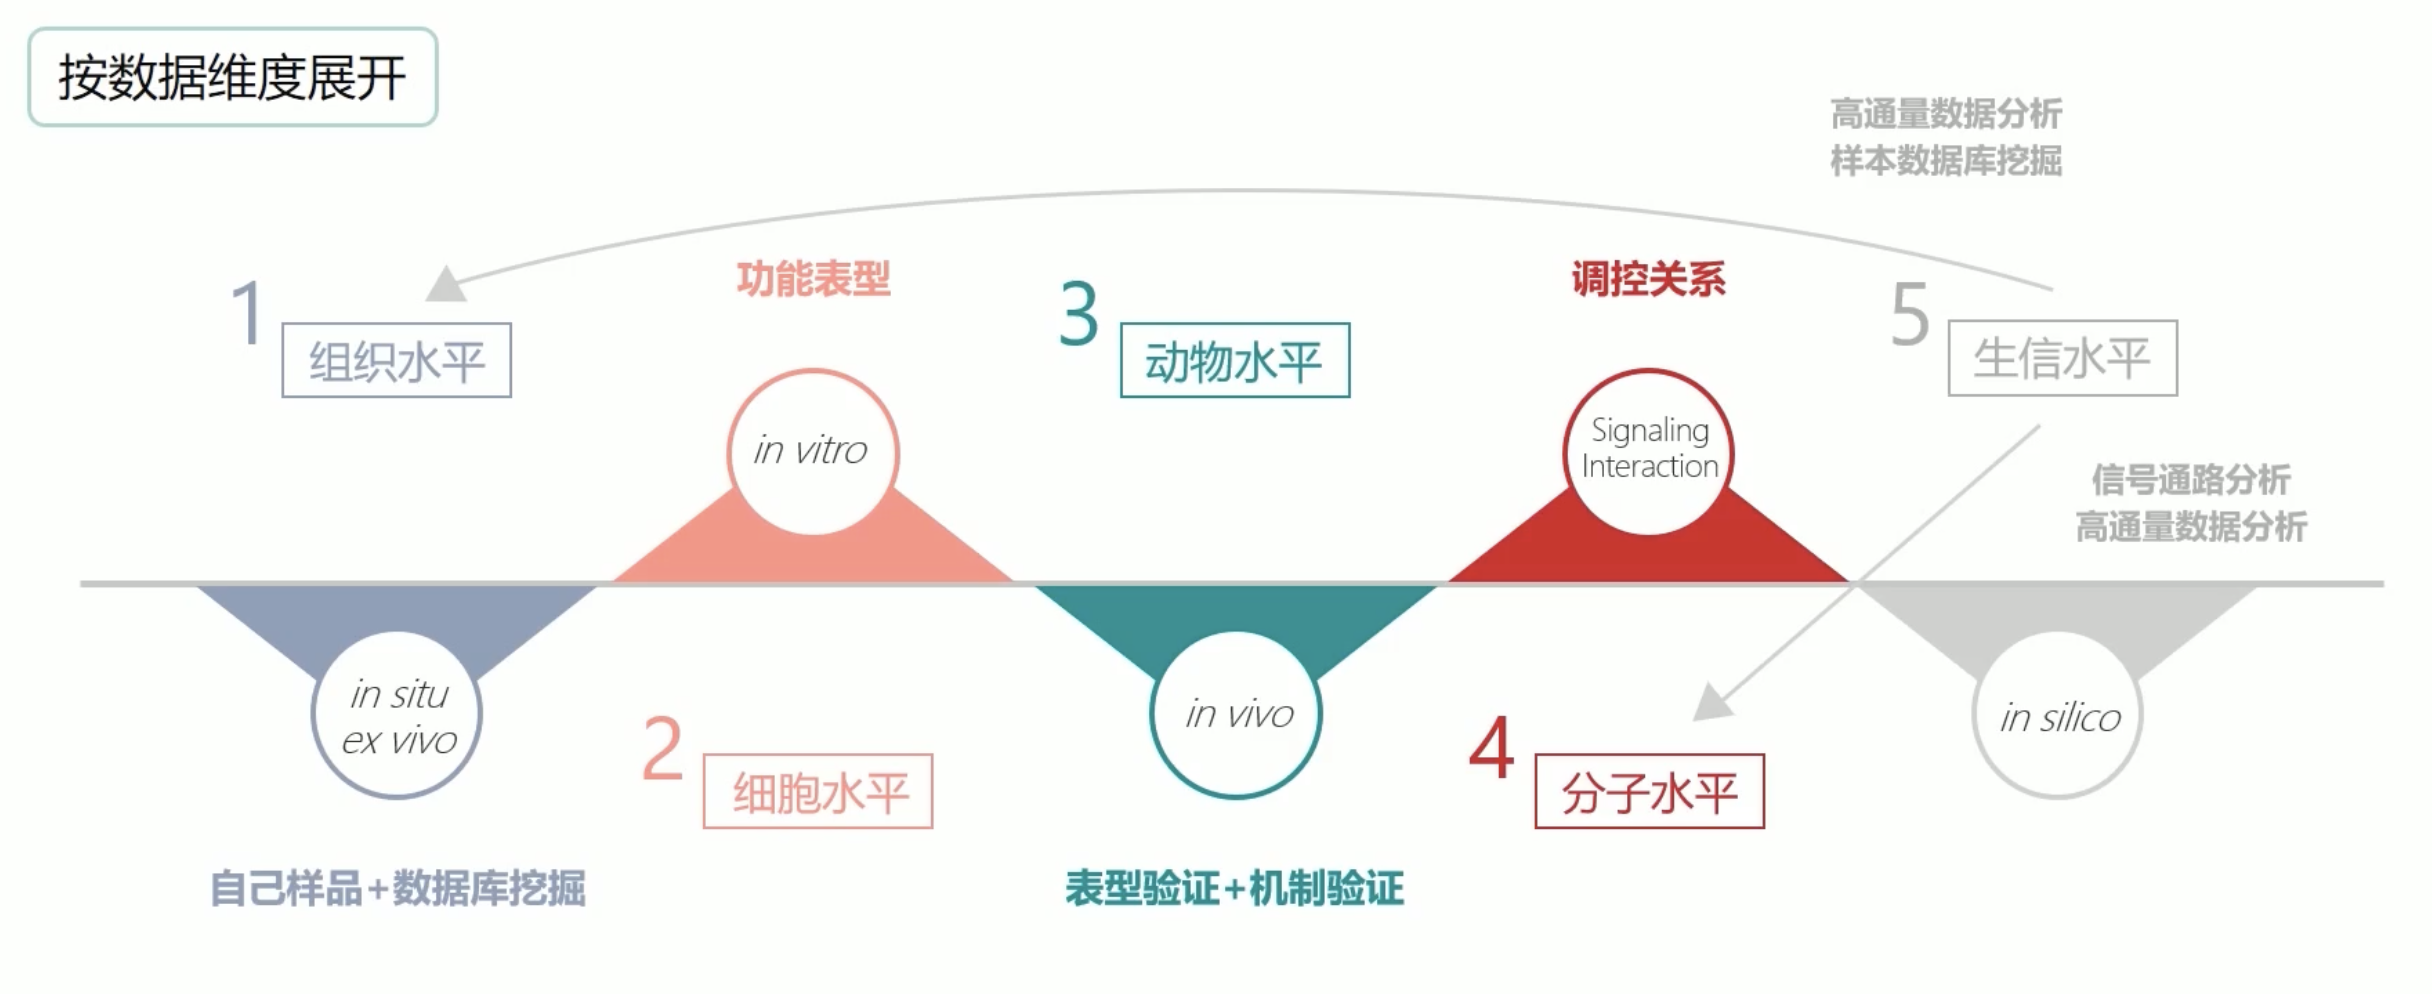 按数据维度展开
高通量数据分析
样本数据库挖掘
1
组织水平
功能表型
3
动物水平
调控关系
5
生信水平
in vitro
Signaling
Interaction
信号通路分析
高通量数据分析
in situ
ex vivo
2
细胞水平
in vivo
4
分子水平
in silico
自己样品+数据库挖掘
表型验证+机制验证